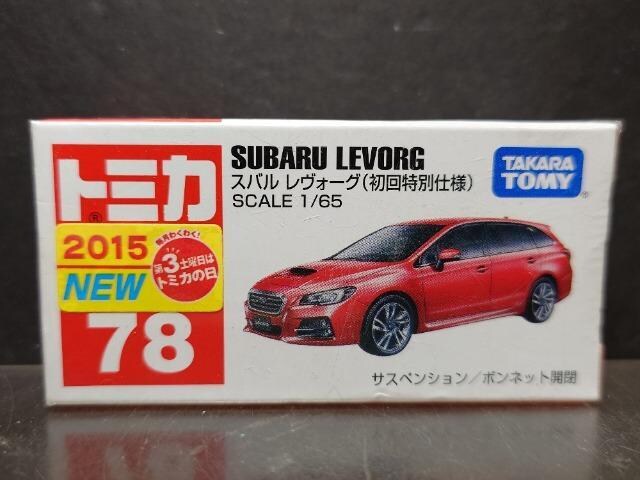 トミカ
®
2015
NEW
毎月わくわく!
第3土曜日は
トミカの日
78
SUBARU LEVORG
スバル レヴォーグ(初回特別仕様)
SCALE 1/65
TAKARA
TOMY
®
サスペンション/ボンネット開閉